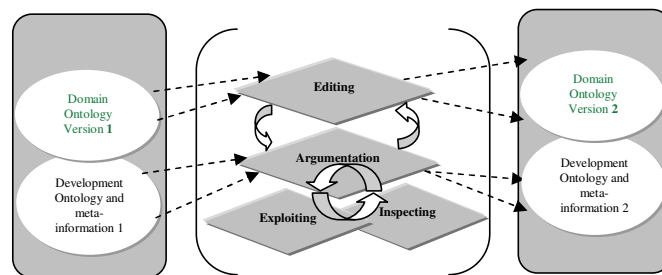 Domain
Ontology
Version 1
Development
Ontology and
meta-
information 1
Editing
Argumentation
Exploiting
Inspecting
Domain
Ontology
Version 2
Development
Ontology and
meta-
information 2